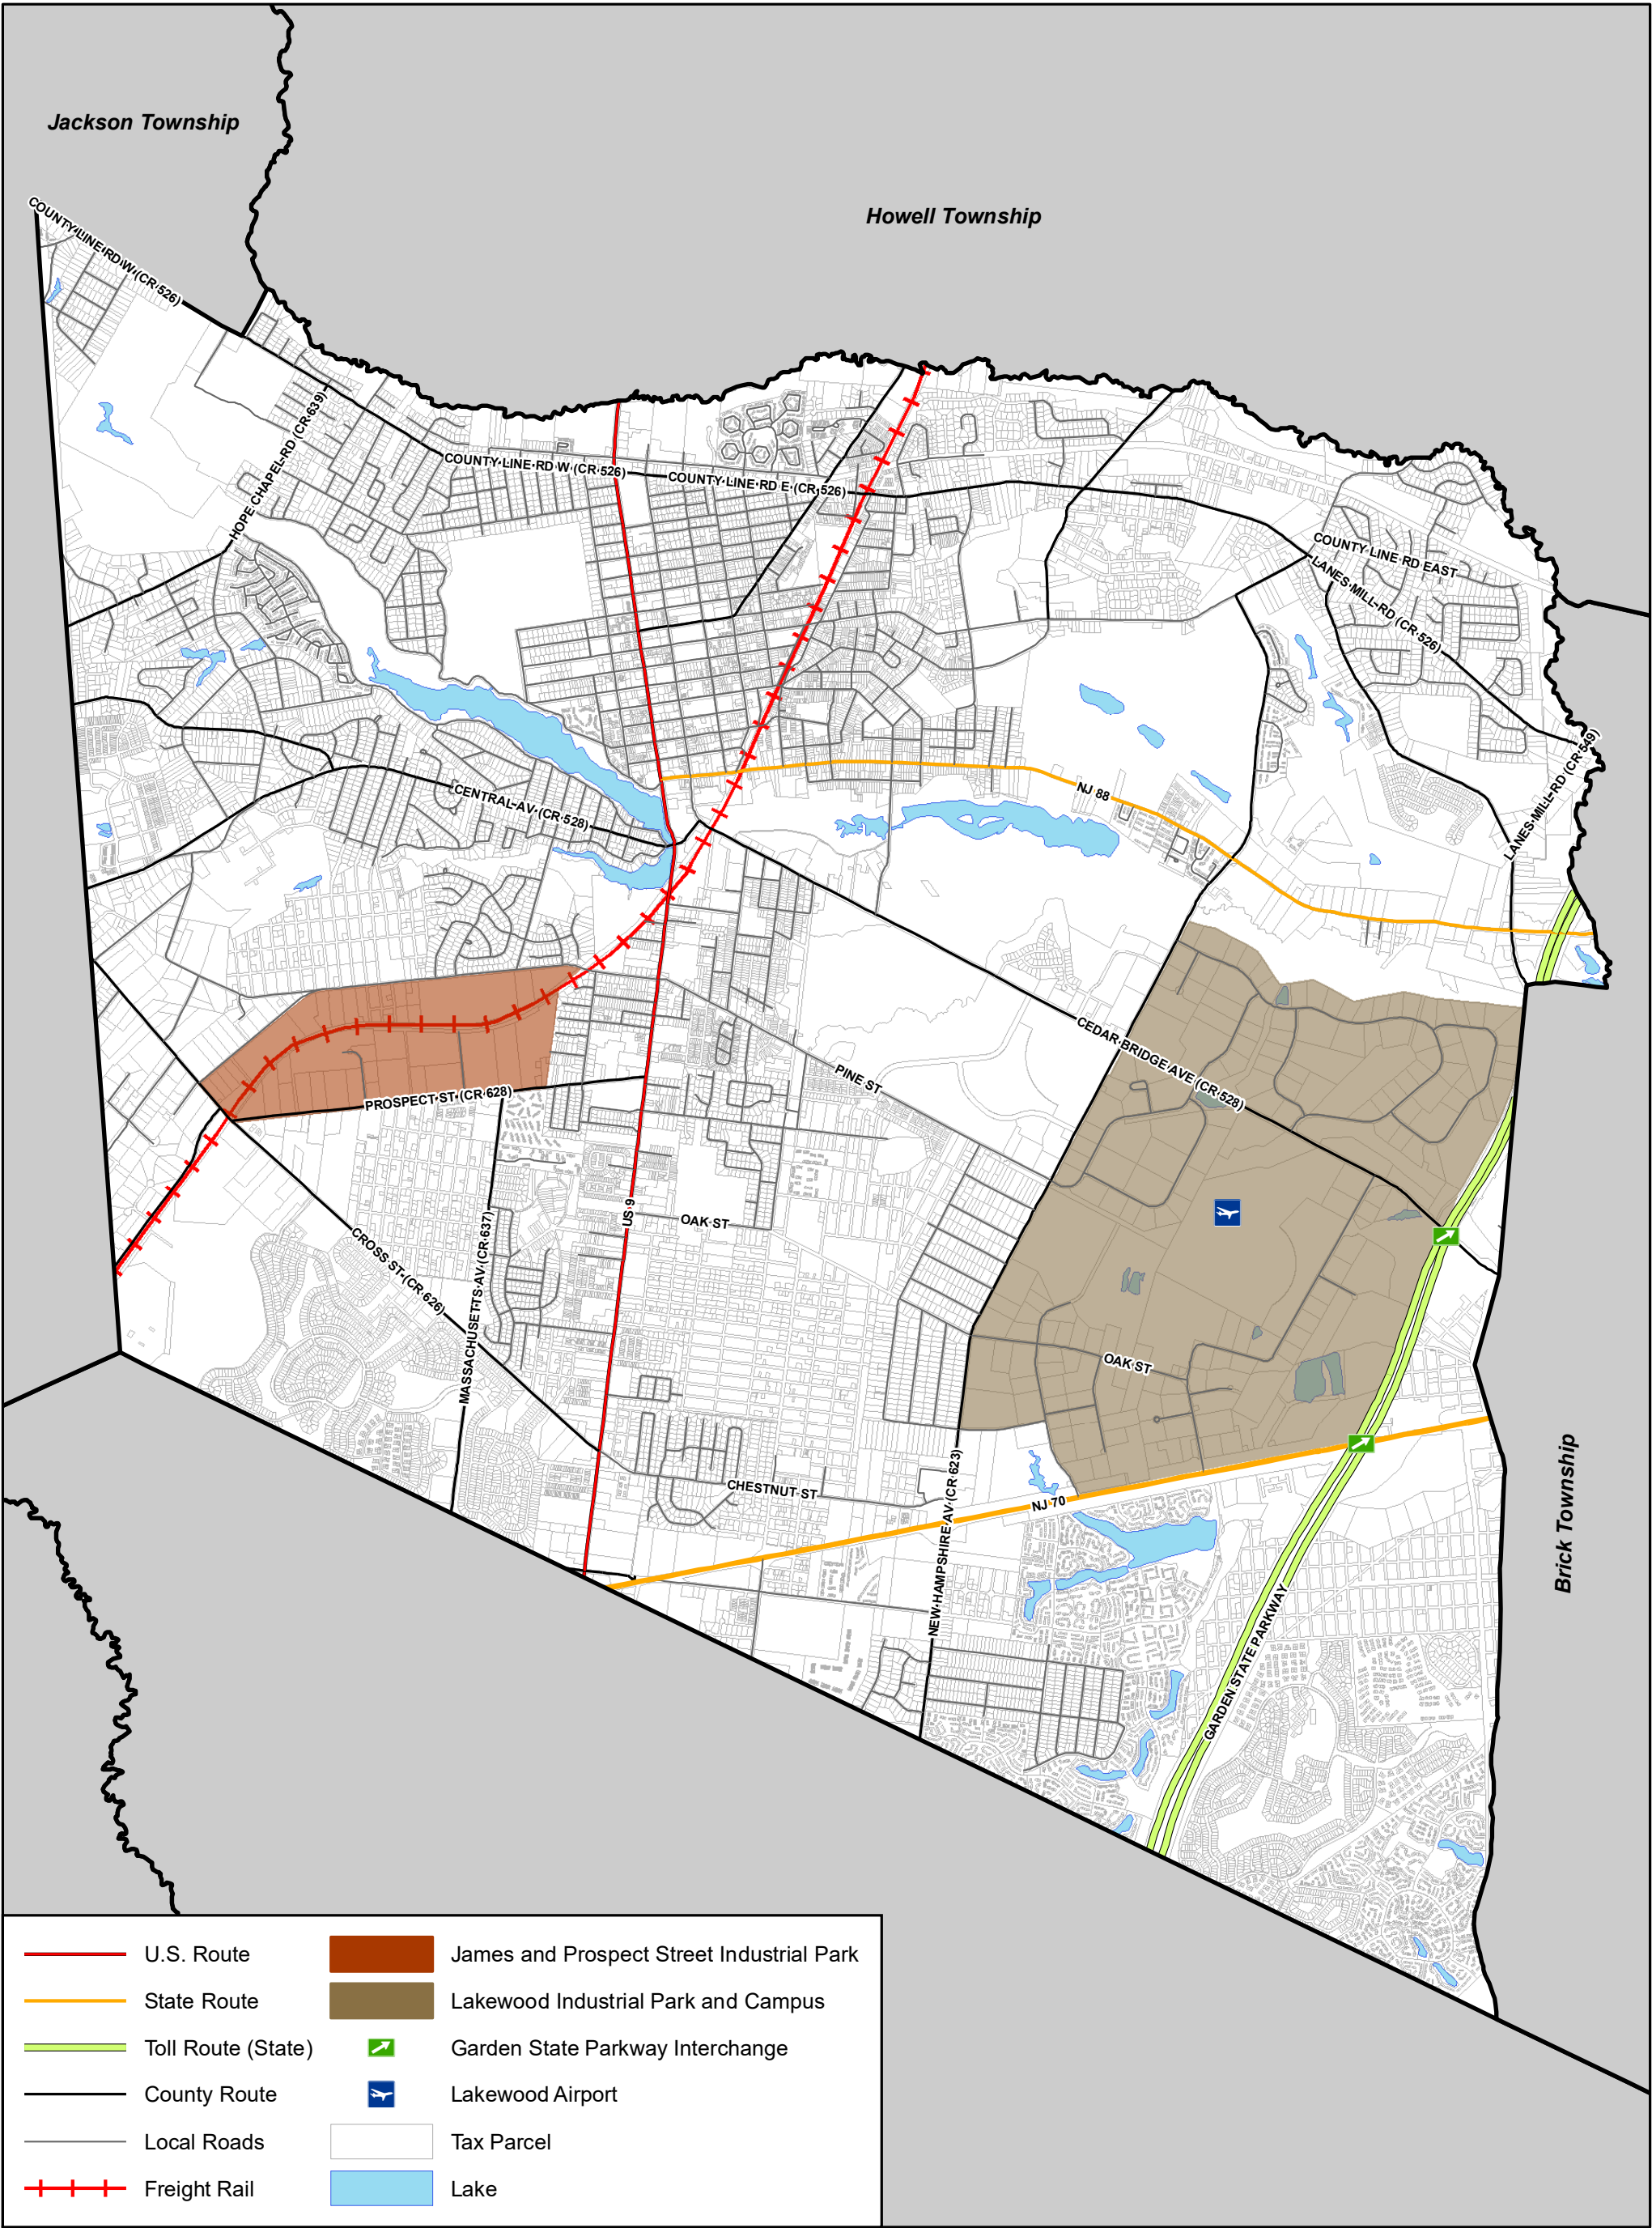 Jackson Township
Howell Township
COUNTY LINE RD W (CR 526)
HOPE CHAPEL RD (CR 639)
COUNTY LINE RD W (CR 526)
COUNTY LINE RD E (CR 526)
COUNTY LINE RD EAST
LANES MILL RD (CR 526)
LANES MILL RD (CR 549)
CENTRAL AV (CR 528)
NJ 88
CEDAR BRIDGE AVE (CR 528)
PINE ST
PROSPECT ST (CR 628)
US 9
OAK ST
CROSS ST (CR 626)
MASSACHUSETTS AV (CR 637)
OAK ST
CHESTNUT ST
NJ 70
NEW HAMPSHIRE AV (CR 623)
GARDEN STATE PARKWAY
Brick Township
U.S. Route
State Route
Toll Route (State)
County Route
Local Roads
Freight Rail
James and Prospect Street Industrial Park
Lakewood Industrial Park and Campus
Garden State Parkway Interchange
Lakewood Airport
Tax Parcel
Lake